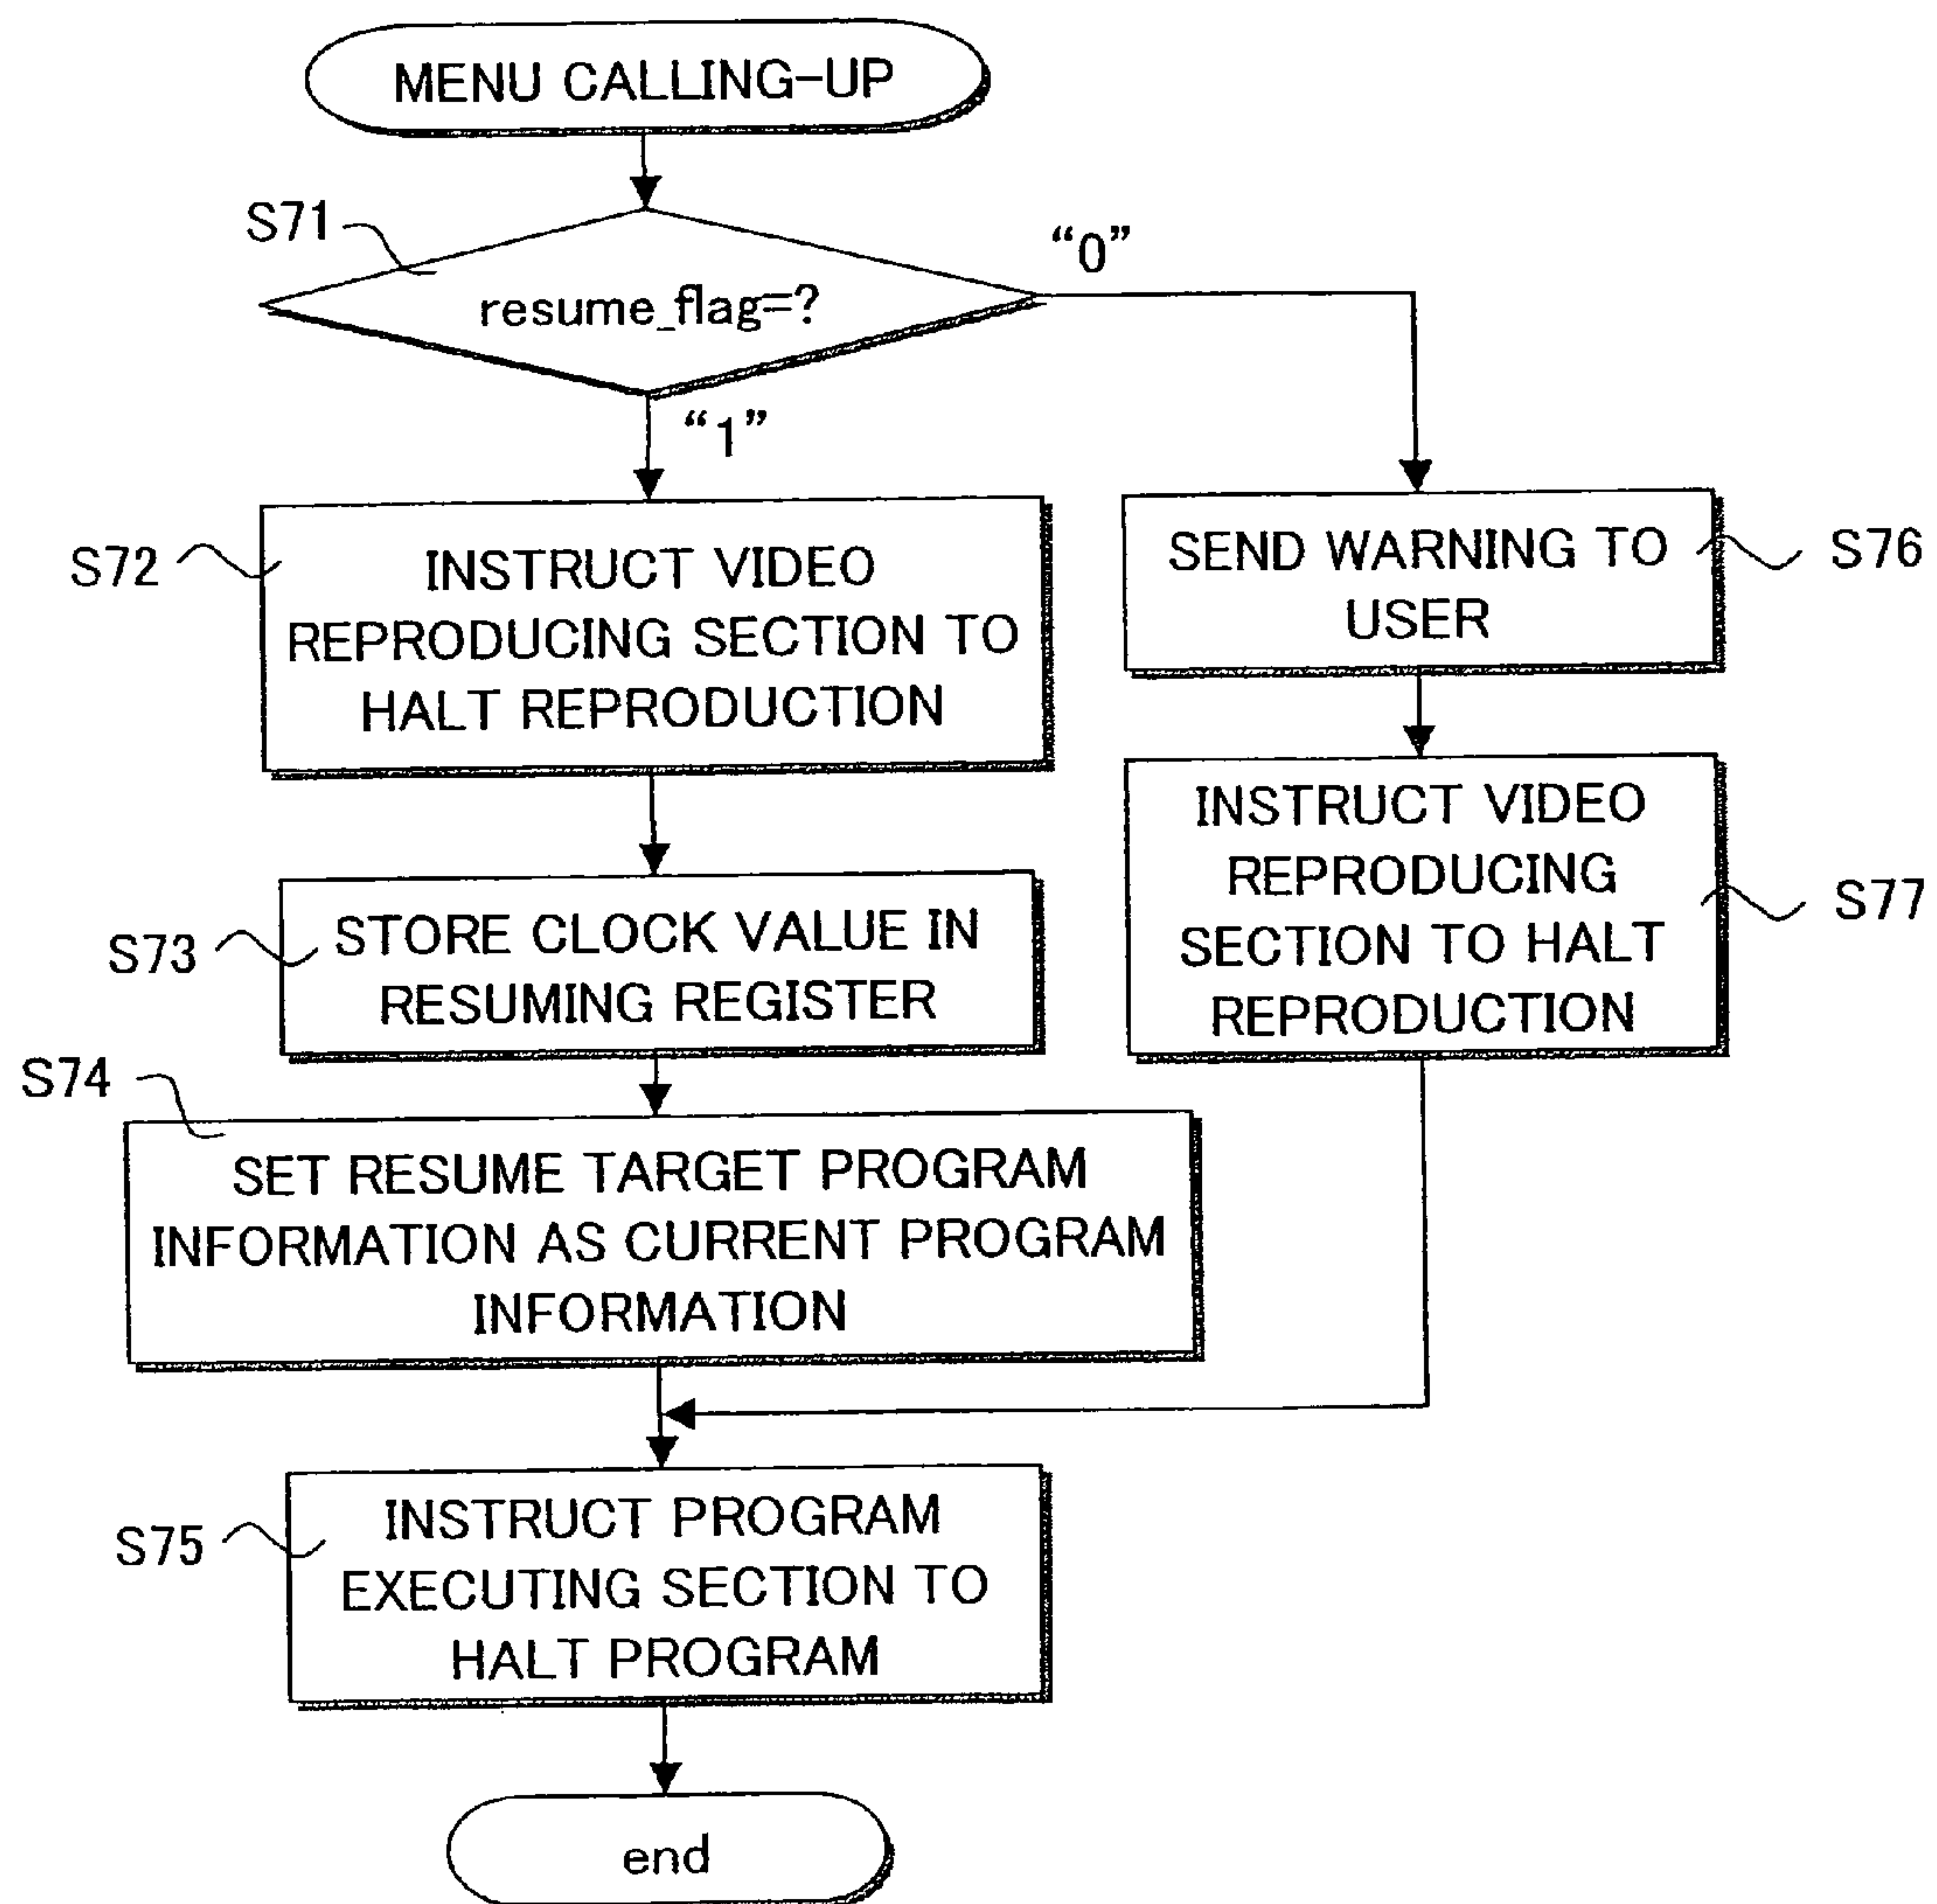 MENU CALLING-UP
S71
resume_flag=?
“0”
“1”
S72
INSTRUCT VIDEO
REPRODUCING SECTION TO
HALT REPRODUCTION
S76
SEND WARNING TO
USER
S73
STORE CLOCK VALUE IN
RESUMING REGISTER
S77
INSTRUCT VIDEO
REPRODUCING
SECTION TO HALT
REPRODUCTION
S74
SET RESUME TARGET PROGRAM
INFORMATION AS CURRENT PROGRAM
INFORMATION
S75
INSTRUCT PROGRAM
EXECUTING SECTION TO
HALT PROGRAM
end